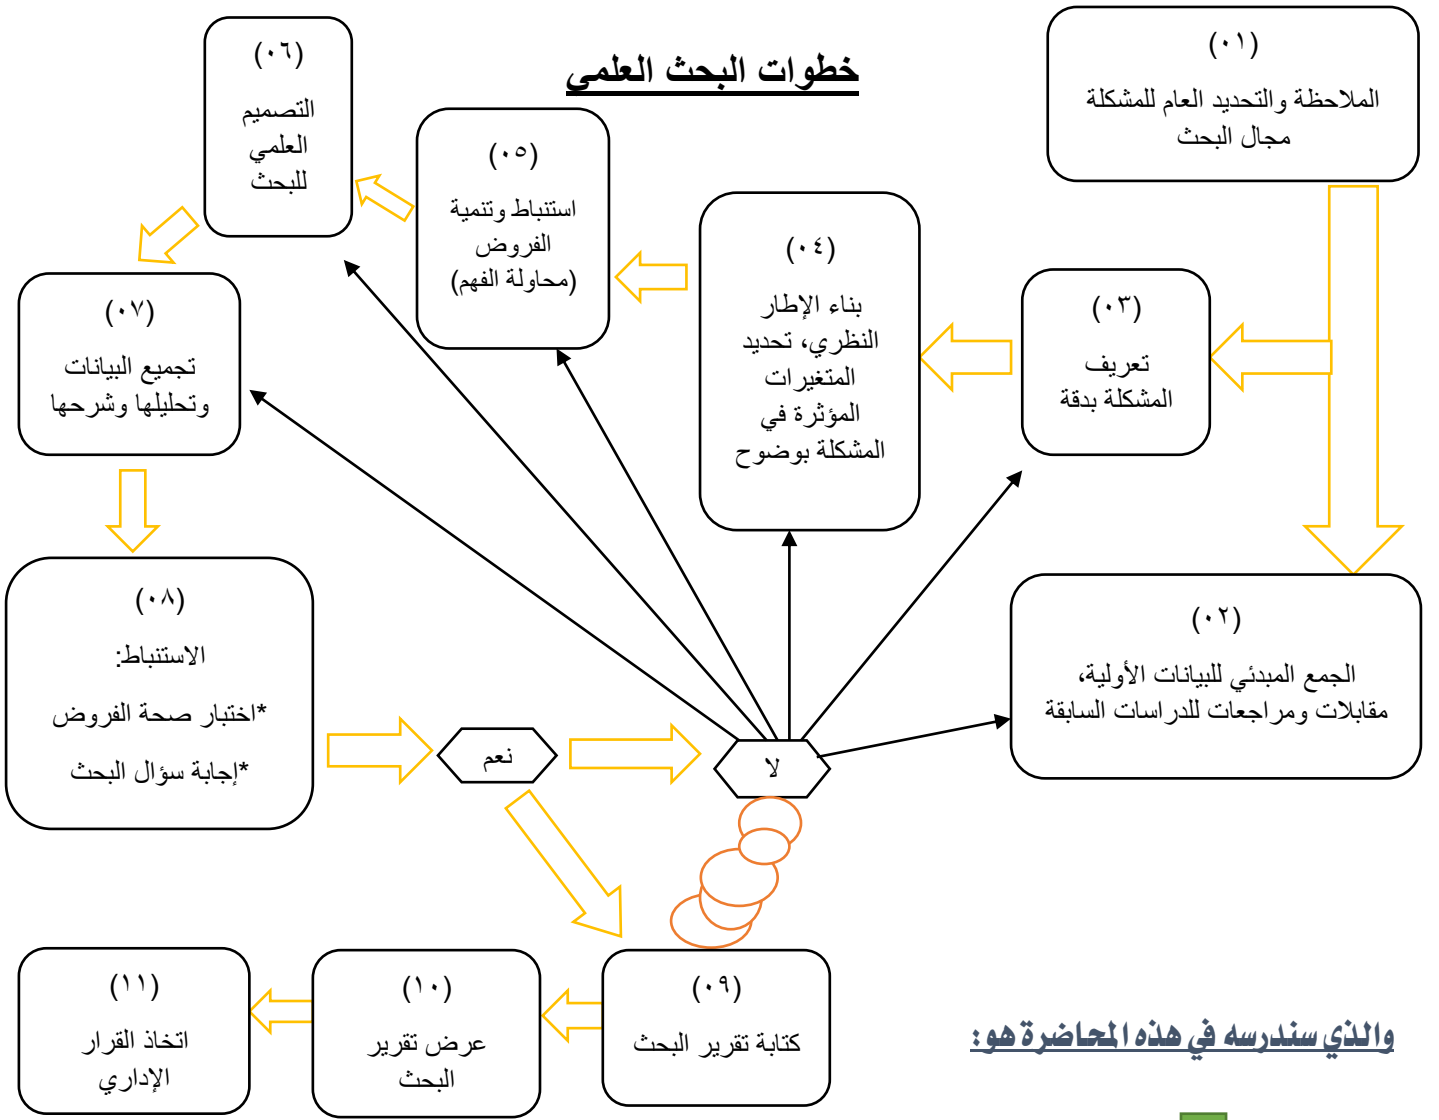 خطوات البحث العلمي
(٠١)
الملاحظة والتحديد العام للمشكلة
مجال البحث
(٠٢)
الجمع المبدئي للبيانات الأولية،
مقابلات ومراجعات للدراسات السابقة
(٠٣)
تعريف
المشكلة بدقة
(٠٤)
بناء الإطار
النظري، تحديد
المتغيرات
المؤثرة في
المشكلة بوضوح
(٠٥)
استنباط وتنمية
الفروض
(محاولة الفهم)
(٠٦)
التصميم
العلمي
للبحث
(٠٧)
تجميع البيانات
وتحليلها وشرحها
(٠٨)
الاستنباط:
*اختبار صحة الفروض
*إجابة سؤال البحث
نعم
لا
(٠٩)
كتابة تقرير البحث
(١٠)
عرض تقرير
البحث
(١١)
اتخاذ القرار
الإداري
والذي سندرسه في هذه المحاضرة هو: